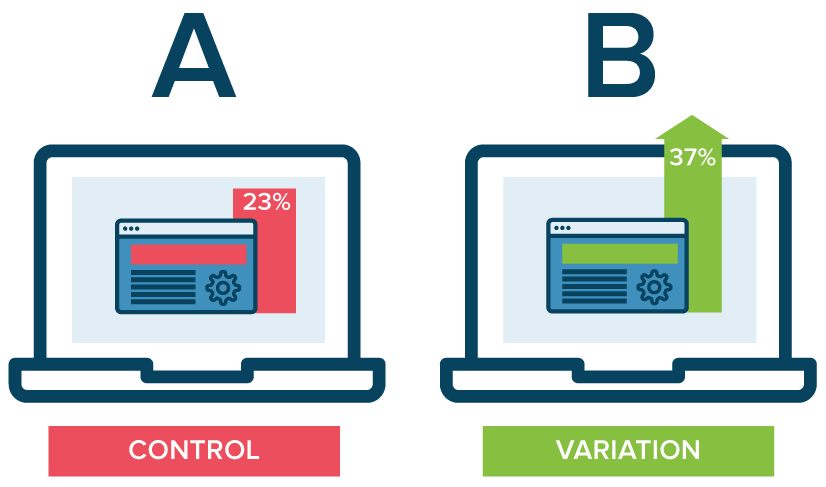 A
B
23%
37%
CONTROL
VARIATION